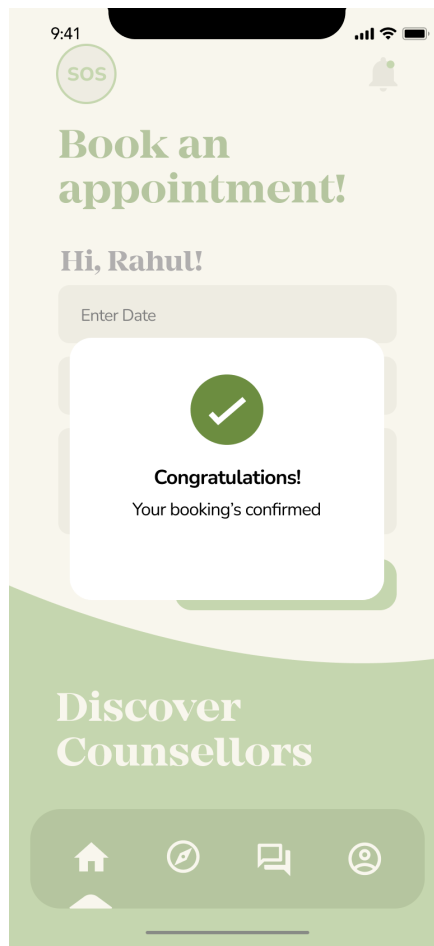 9:41
SOS
Book an
appointment!
Hi, Rahul!
Enter Date
Congratulations!
Your booking’s confirmed
Discover
Counsellors